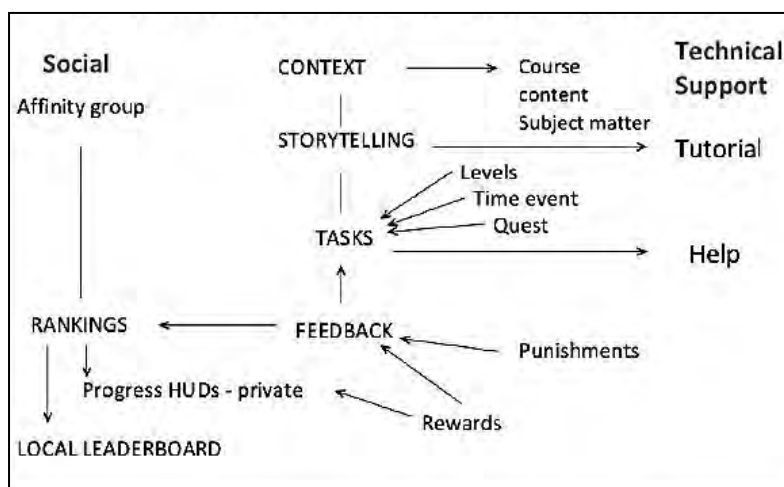 Social
Affinity group
CONTEXT
Course
content
Subject matter
Technical
Support
STORYTELLING
Tutorial
Levels
Time event
Quest
TASKS
Help
RANKINGS
FEEDBACK
Punishments
Progress HUDs - private
Rewards
LOCAL LEADERBOARD